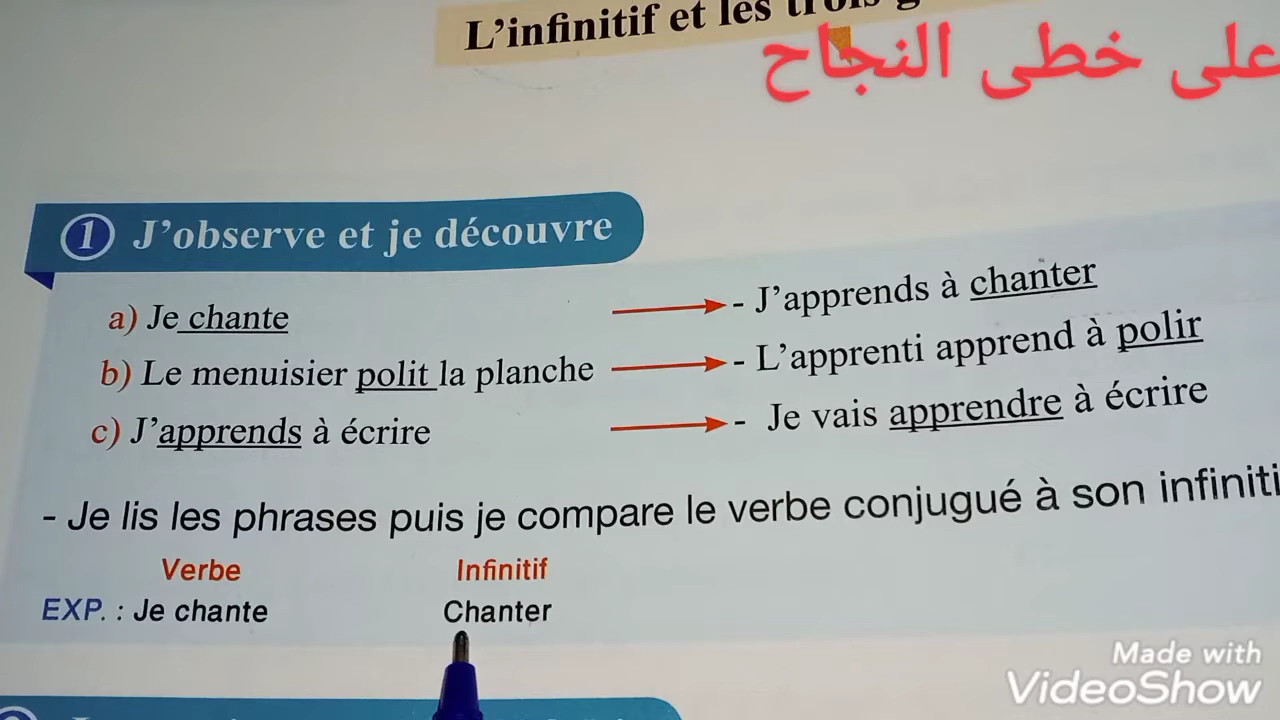 L'infinitif et les trois
على خطى النجاح
1 J'observe et je découvre
a) Je chante - J'apprends à chanter
b) Le menuisier polit la planche - L'apprenti apprend à polir
c) J'apprends à écrire - Je vais apprendre à écrire
- Je lis les phrases puis je compare le verbe conjugué à son infiniti
Verbe Infinitif
EXP. : Je chante Chanter
Made with
VideoShow